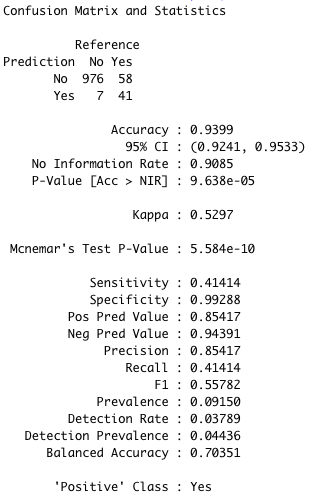 Confusion Matrix and Statistics
Reference
Prediction No Yes
No 976 58
Yes 7 41
Accuracy : 0.9399
95% CI : (0.9241, 0.9533)
No Information Rate : 0.9085
P-Value [Acc > NIR] : 9.638e-05
Kappa : 0.5297
Mcnemar's Test P-Value : 5.584e-10
Sensitivity : 0.41414
Specificity : 0.99288
Pos Pred Value : 0.85417
Neg Pred Value : 0.94391
Precision : 0.85417
Recall : 0.41414
F1 : 0.55782
Prevalence : 0.09150
Detection Rate : 0.03789
Detection Prevalence : 0.04436
Balanced Accuracy : 0.70351
'Positive' Class : Yes